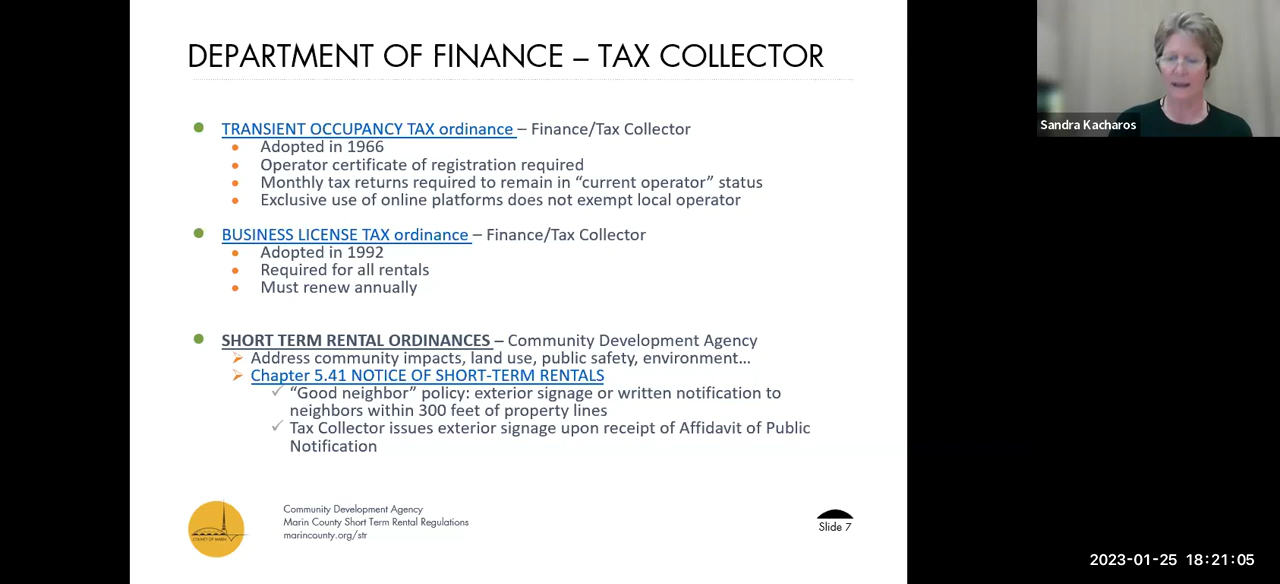 DEPARTMENT OF FINANCE – TAX COLLECTOR
TRANSIENT OCCUPANCY TAX ordinance – Finance/Tax Collector
Adopted in 1966
Operator certificate of registration required
Monthly tax returns required to remain in “current operator” status
Exclusive use of online platforms does not exempt local operator
BUSINESS LICENSE TAX ordinance – Finance/Tax Collector
Adopted in 1992
Required for all rentals
Must renew annually
SHORT TERM RENTAL ORDINANCES – Community Development Agency
Address community impacts, land use, public safety, environment...
Chapter 5.41 NOTICE OF SHORT-TERM RENTALS
“Good neighbor” policy: exterior signage or written notification to
neighbors within 300 feet of property lines
Tax Collector issues exterior signage upon receipt of Affidavit of Public
Notification
COUNTY OF MARIN
Community Development Agency
Marin County Short Term Rental Regulations
marincounty.org/str
Slide 7
Sandra Kacharos
2023-01-25 18:21:05